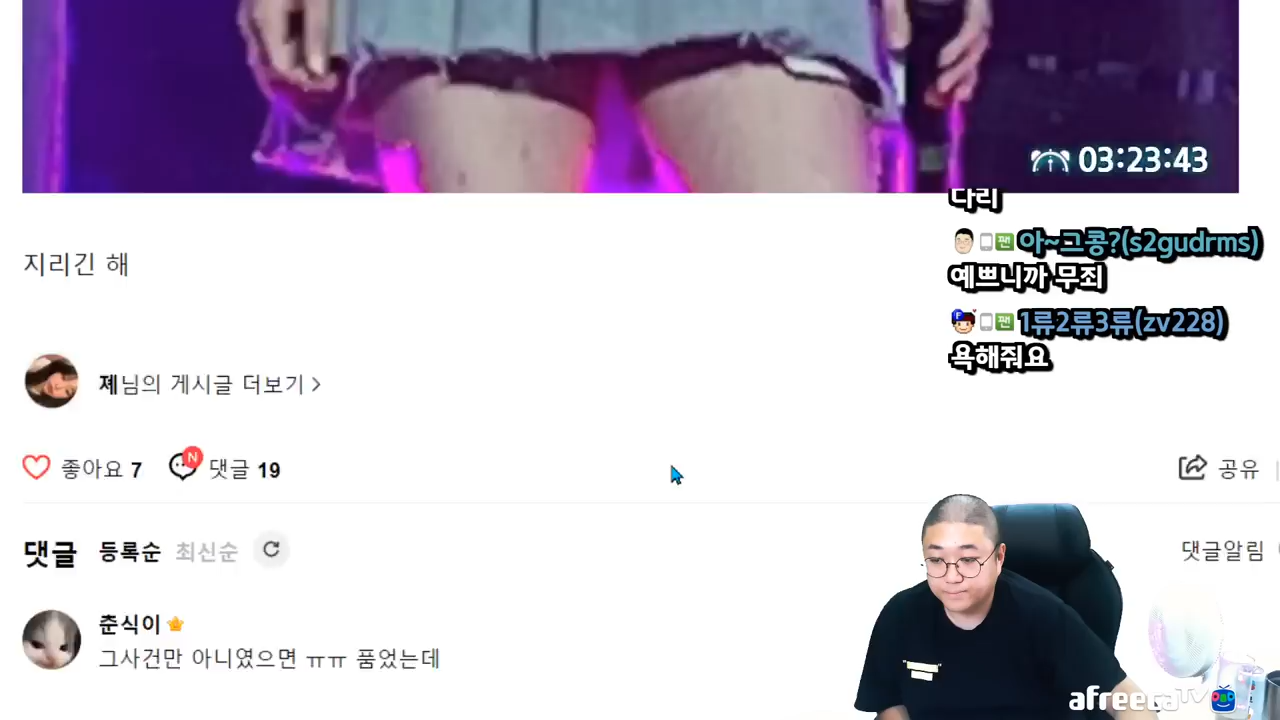 03:23:43
다리
아~그콩?(s2gudrms)
예쁘니까 무죄
1류2류3류(zv228)
욕해줘요
지리긴 해
졔님의 게시글 더보기
좋아요 7
N
댓글 19
공유
댓글 등록순 최신순
댓글알림
춘식이
그사건만 아니였으면 ㅠㅠ 품었는데
afreecaTV